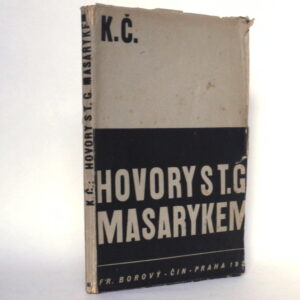 K.Č.
HOVORY S T.G.
MASARYKEM
FR. BOROVÝ - ČIN - PRAHA
K.Č.: HOVORY S T. G. MASARYKEM